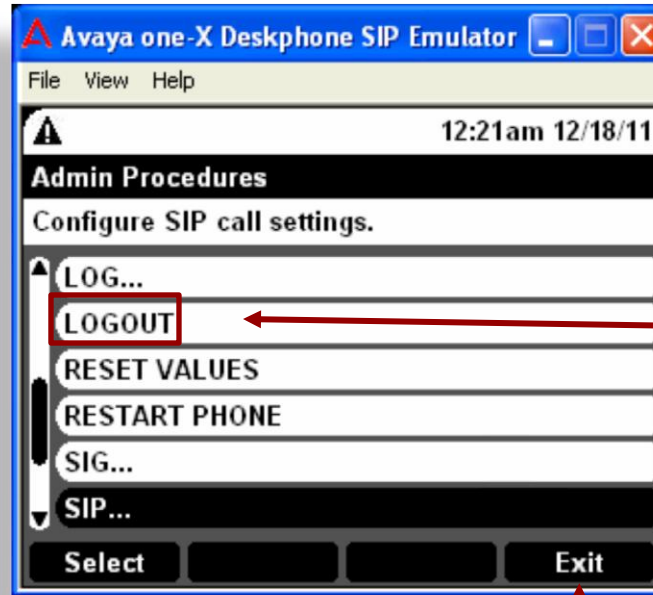 Avaya one-X Deskphone SIP Emulator
File View Help
12:21am 12/18/11
Admin Procedures
Configure SIP call settings.
LOG...
LOGOUT
RESET VALUES
RESTART PHONE
SIG...
SIP...
Select Exit